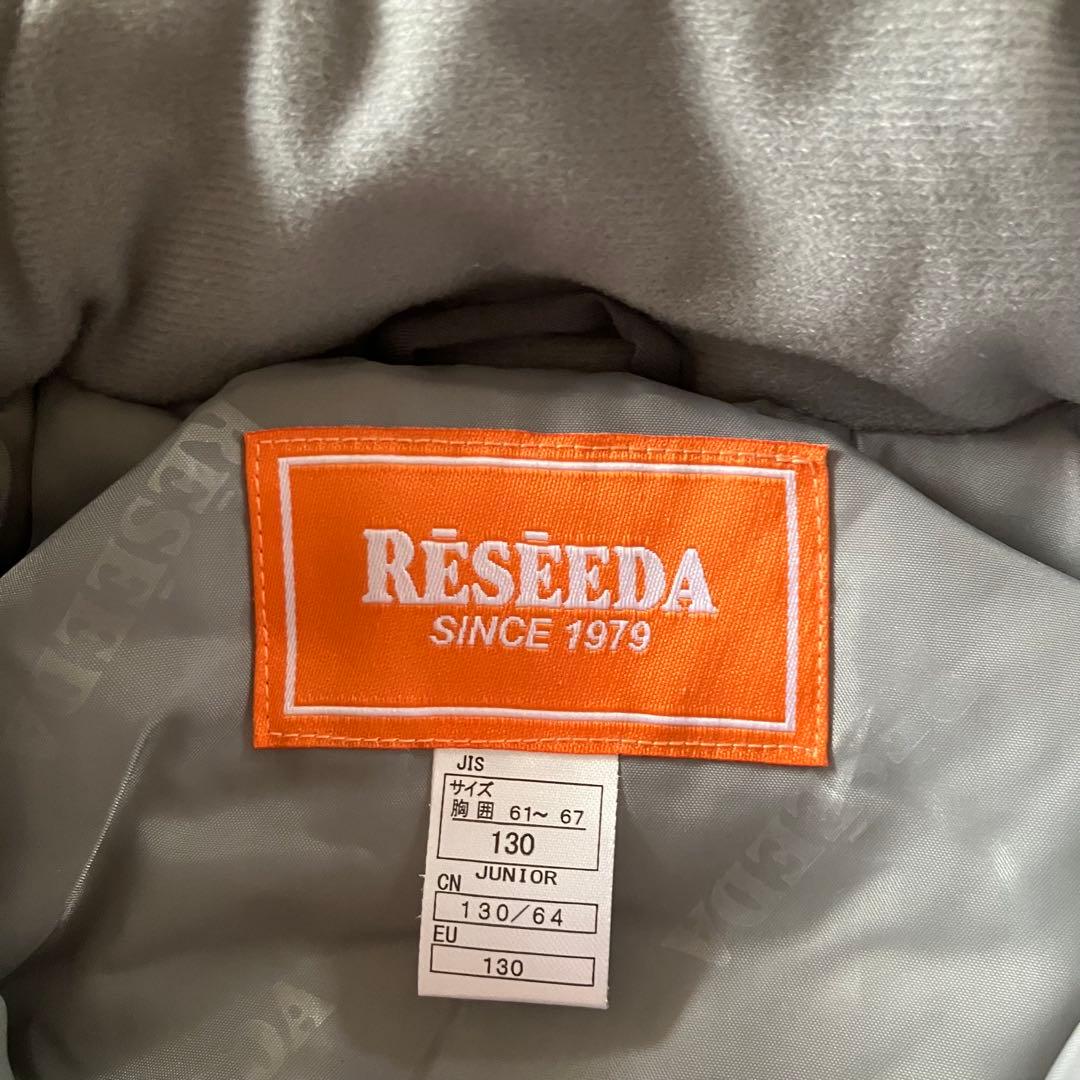 RĒSĒEDA
SINCE 1979
JIS
サイズ
胸囲 61～ 67
130
JUNIOR
CN
130／64
EU
130